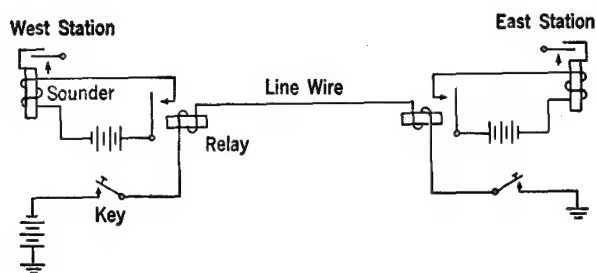 West Station
East Station
Sounder
Line Wire
Relay
Key